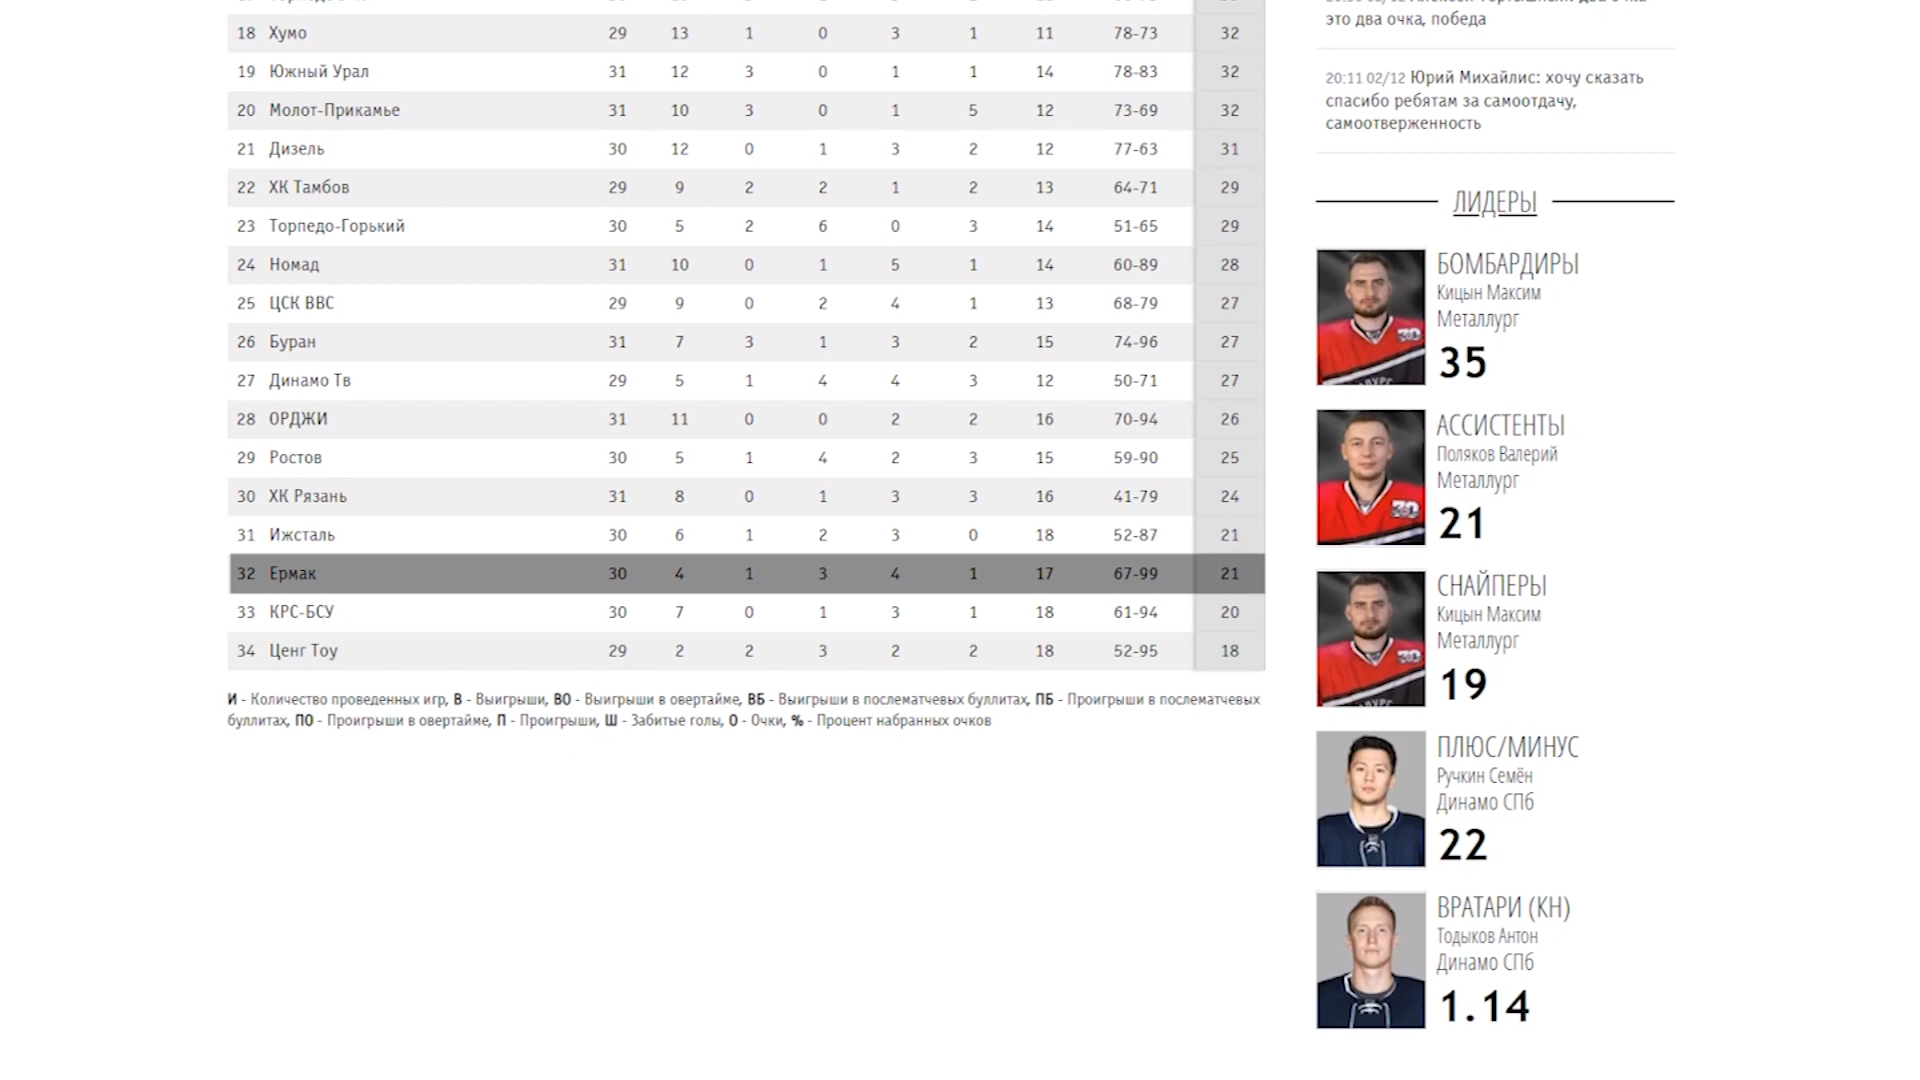 18 Хумо 29 13 1 0 3 1 11 78-73 32
19 Южный Урал 31 12 3 0 1 1 14 78-83 32
20 Молот-Прикамье 31 10 3 0 1 5 12 73-69 32
21 Дизель 30 12 0 1 3 2 12 77-63 31
22 ХК Тамбов 29 9 2 2 1 2 13 64-71 29
23 Торпедо-Горький 30 5 2 6 0 3 14 51-65 29
24 Номад 31 10 0 1 5 1 14 60-89 28
25 ЦСК ВВС 29 9 0 2 4 1 13 68-79 27
26 Буран 31 7 3 1 3 2 15 74-96 27
27 Динамо Тв 29 5 1 4 4 3 12 50-71 27
28 ОРДЖИ 31 11 0 0 2 2 16 70-94 26
29 Ростов 30 5 1 4 2 3 15 59-90 25
30 ХК Рязань 31 8 0 1 3 3 16 41-79 24
31 Ижсталь 30 6 1 2 3 0 18 52-87 21
32 Ермак 30 4 1 3 4 1 17 67-99 21
33 КРС-БСУ 30 7 0 1 3 1 18 61-94 20
34 Ценг Тоу 29 2 2 3 2 2 18 52-95 18
И - Количество проведенных игр, В - Выигрыши, ВО - Выигрыши в овертайме, ВБ - Выигрыши в послематчевых буллитах, ПБ - Проигрыши в послематчевых
буллитах, ПО - Проигрыши в овертайме, П - Проигрыши, Ш - Забитые голы, О - Очки, % - Процент набранных очков
это два очка, победа
20:11 02/12 Юрий Михайлис: хочу сказать
спасибо ребятам за самоотдачу,
самоотверженность
ЛИДЕРЫ
БОМБАРДИРЫ
Кицын Максим
Металлург
35
АССИСТЕНТЫ
Поляков Валерий
Металлург
21
СНАЙПЕРЫ
Кицын Максим
Металлург
19
ПЛЮС/МИНУС
Ручкин Семён
Динамо СПб
22
ВРАТАРИ (КН)
Тодыков Антон
Динамо СПб
1.14